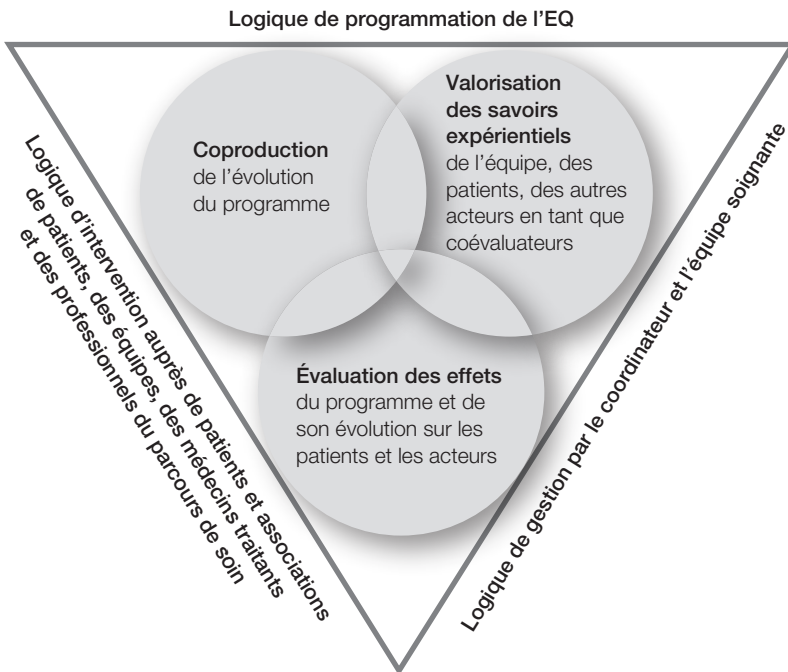 Logique de programmation de l’EQ
Valorisation
des savoirs
expérientiels
de l’équipe, des
patients, des autres
acteurs en tant que
coévaluateurs
Coproduction
de l’évolution
du programme
Évaluation des effets
du programme et de
son évolution sur les
patients et les acteurs
Logique d’intervention auprès de patients et associations
de patients, des équipes, des médecins traitants
et des professionnels du parcours de soin
Logique de gestion par le coordinateur et l’équipe soignante